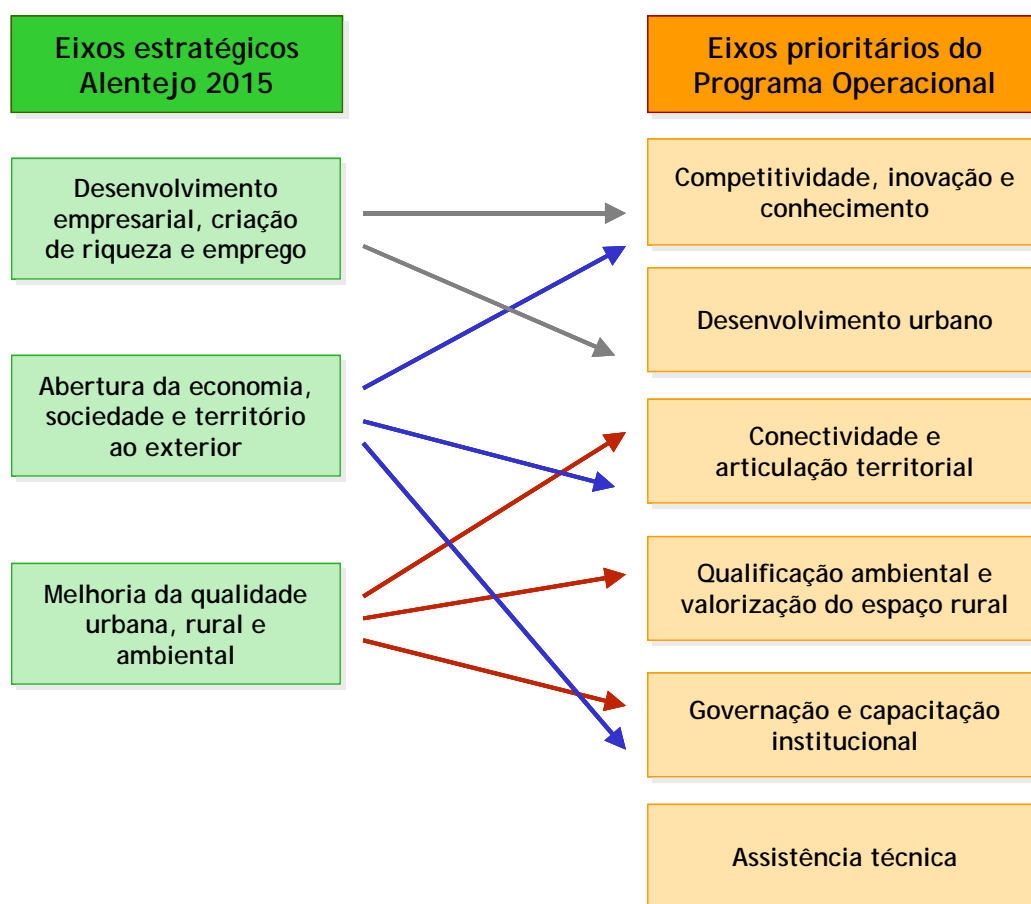 Eixos estratégicos
Alentejo 2015
Desenvolvimento
empresarial, criação
de riqueza e emprego
Abertura da economia,
sociedade e território
ao exterior
Melhoria da qualidade
urbana, rural e
ambiental
Eixos prioritários do
Programa Operacional
Competitividade, inovação e
conhecimento
Desenvolvimento urbano
Conectividade e
articulação territorial
Qualificação ambiental e
valorização do espaço rural
Governação e capacitação
institucional
Assistência técnica